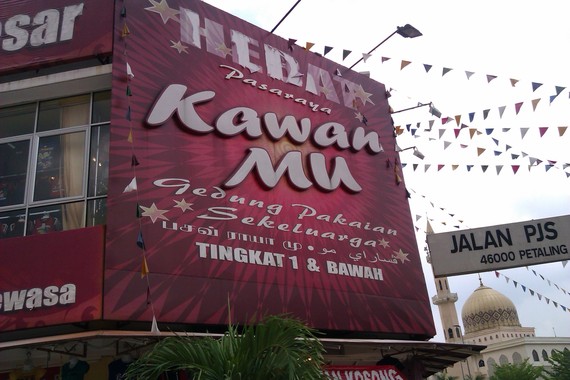 sar
HEBAT
Pasaraya
Kawan
MU
Gedung Pakaian
Sekeluarga
TINGKAT 1 & BAWAH
ewasa
JALAN PJS
46000 PETALING